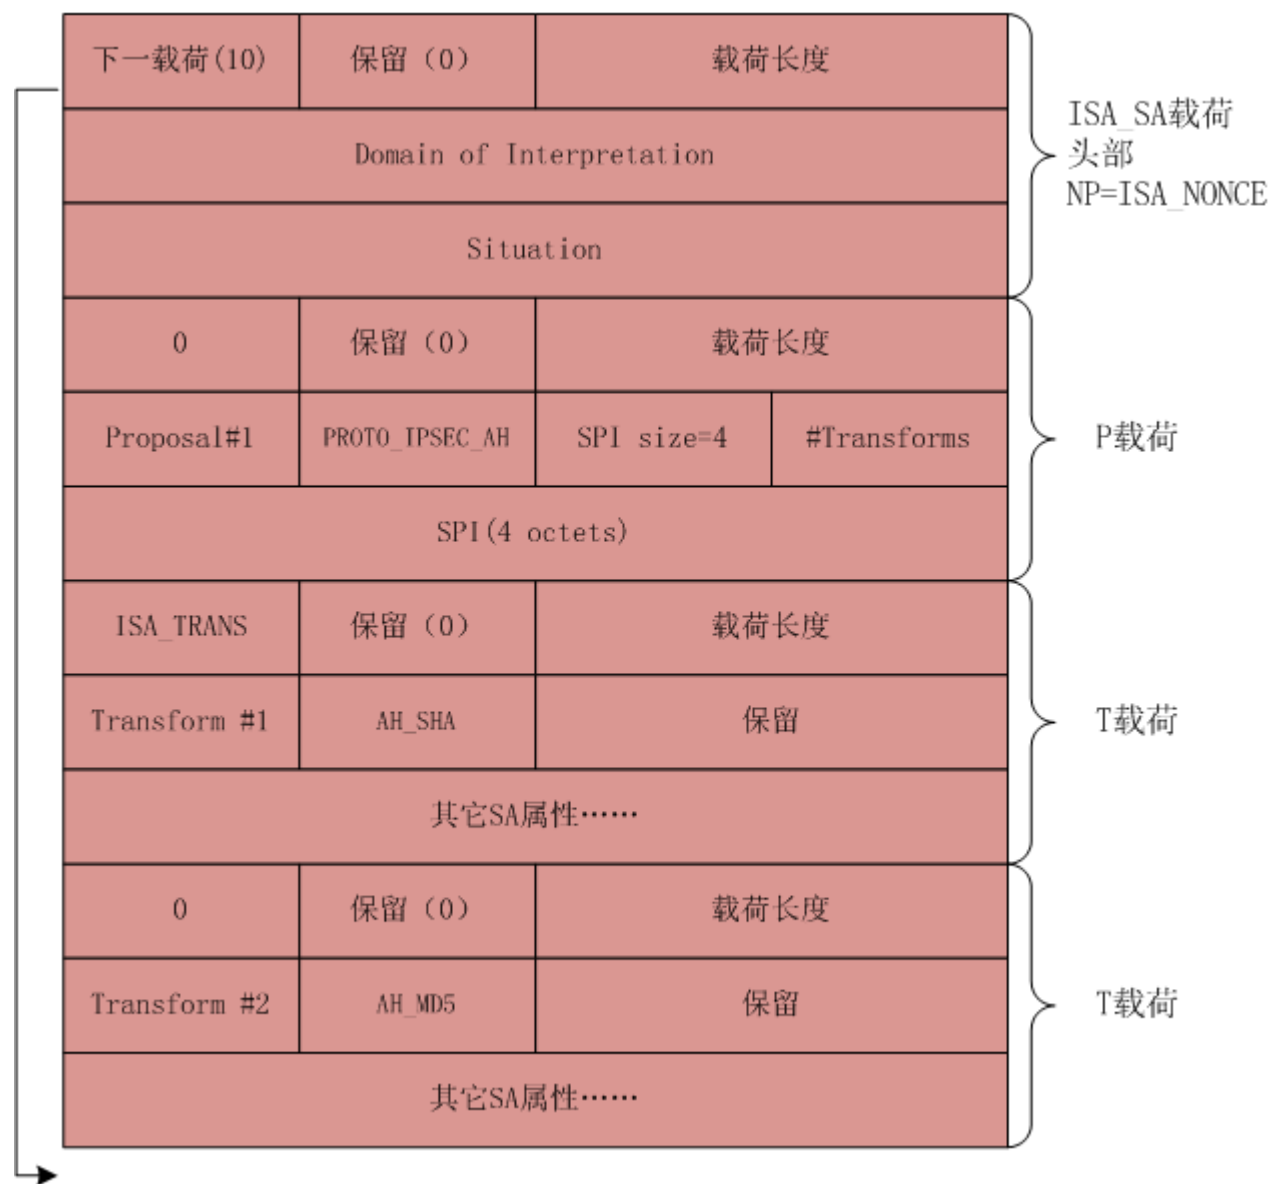 下一载荷(10) 保留（0） 载荷长度
Domain of Interpretation
Situation
ISA_SA载荷
头部
NP=ISA_NONCE
0 保留（0） 载荷长度
Proposal#1 PROTO_IPSEC_AH SPI size=4 #Transforms
SPI(4 octets)
P载荷
ISA_TRANS 保留（0） 载荷长度
Transform #1 AH_SHA 保留
其它SA属性……
T载荷
0 保留（0） 载荷长度
Transform #2 AH_MD5 保留
其它SA属性……
T载荷